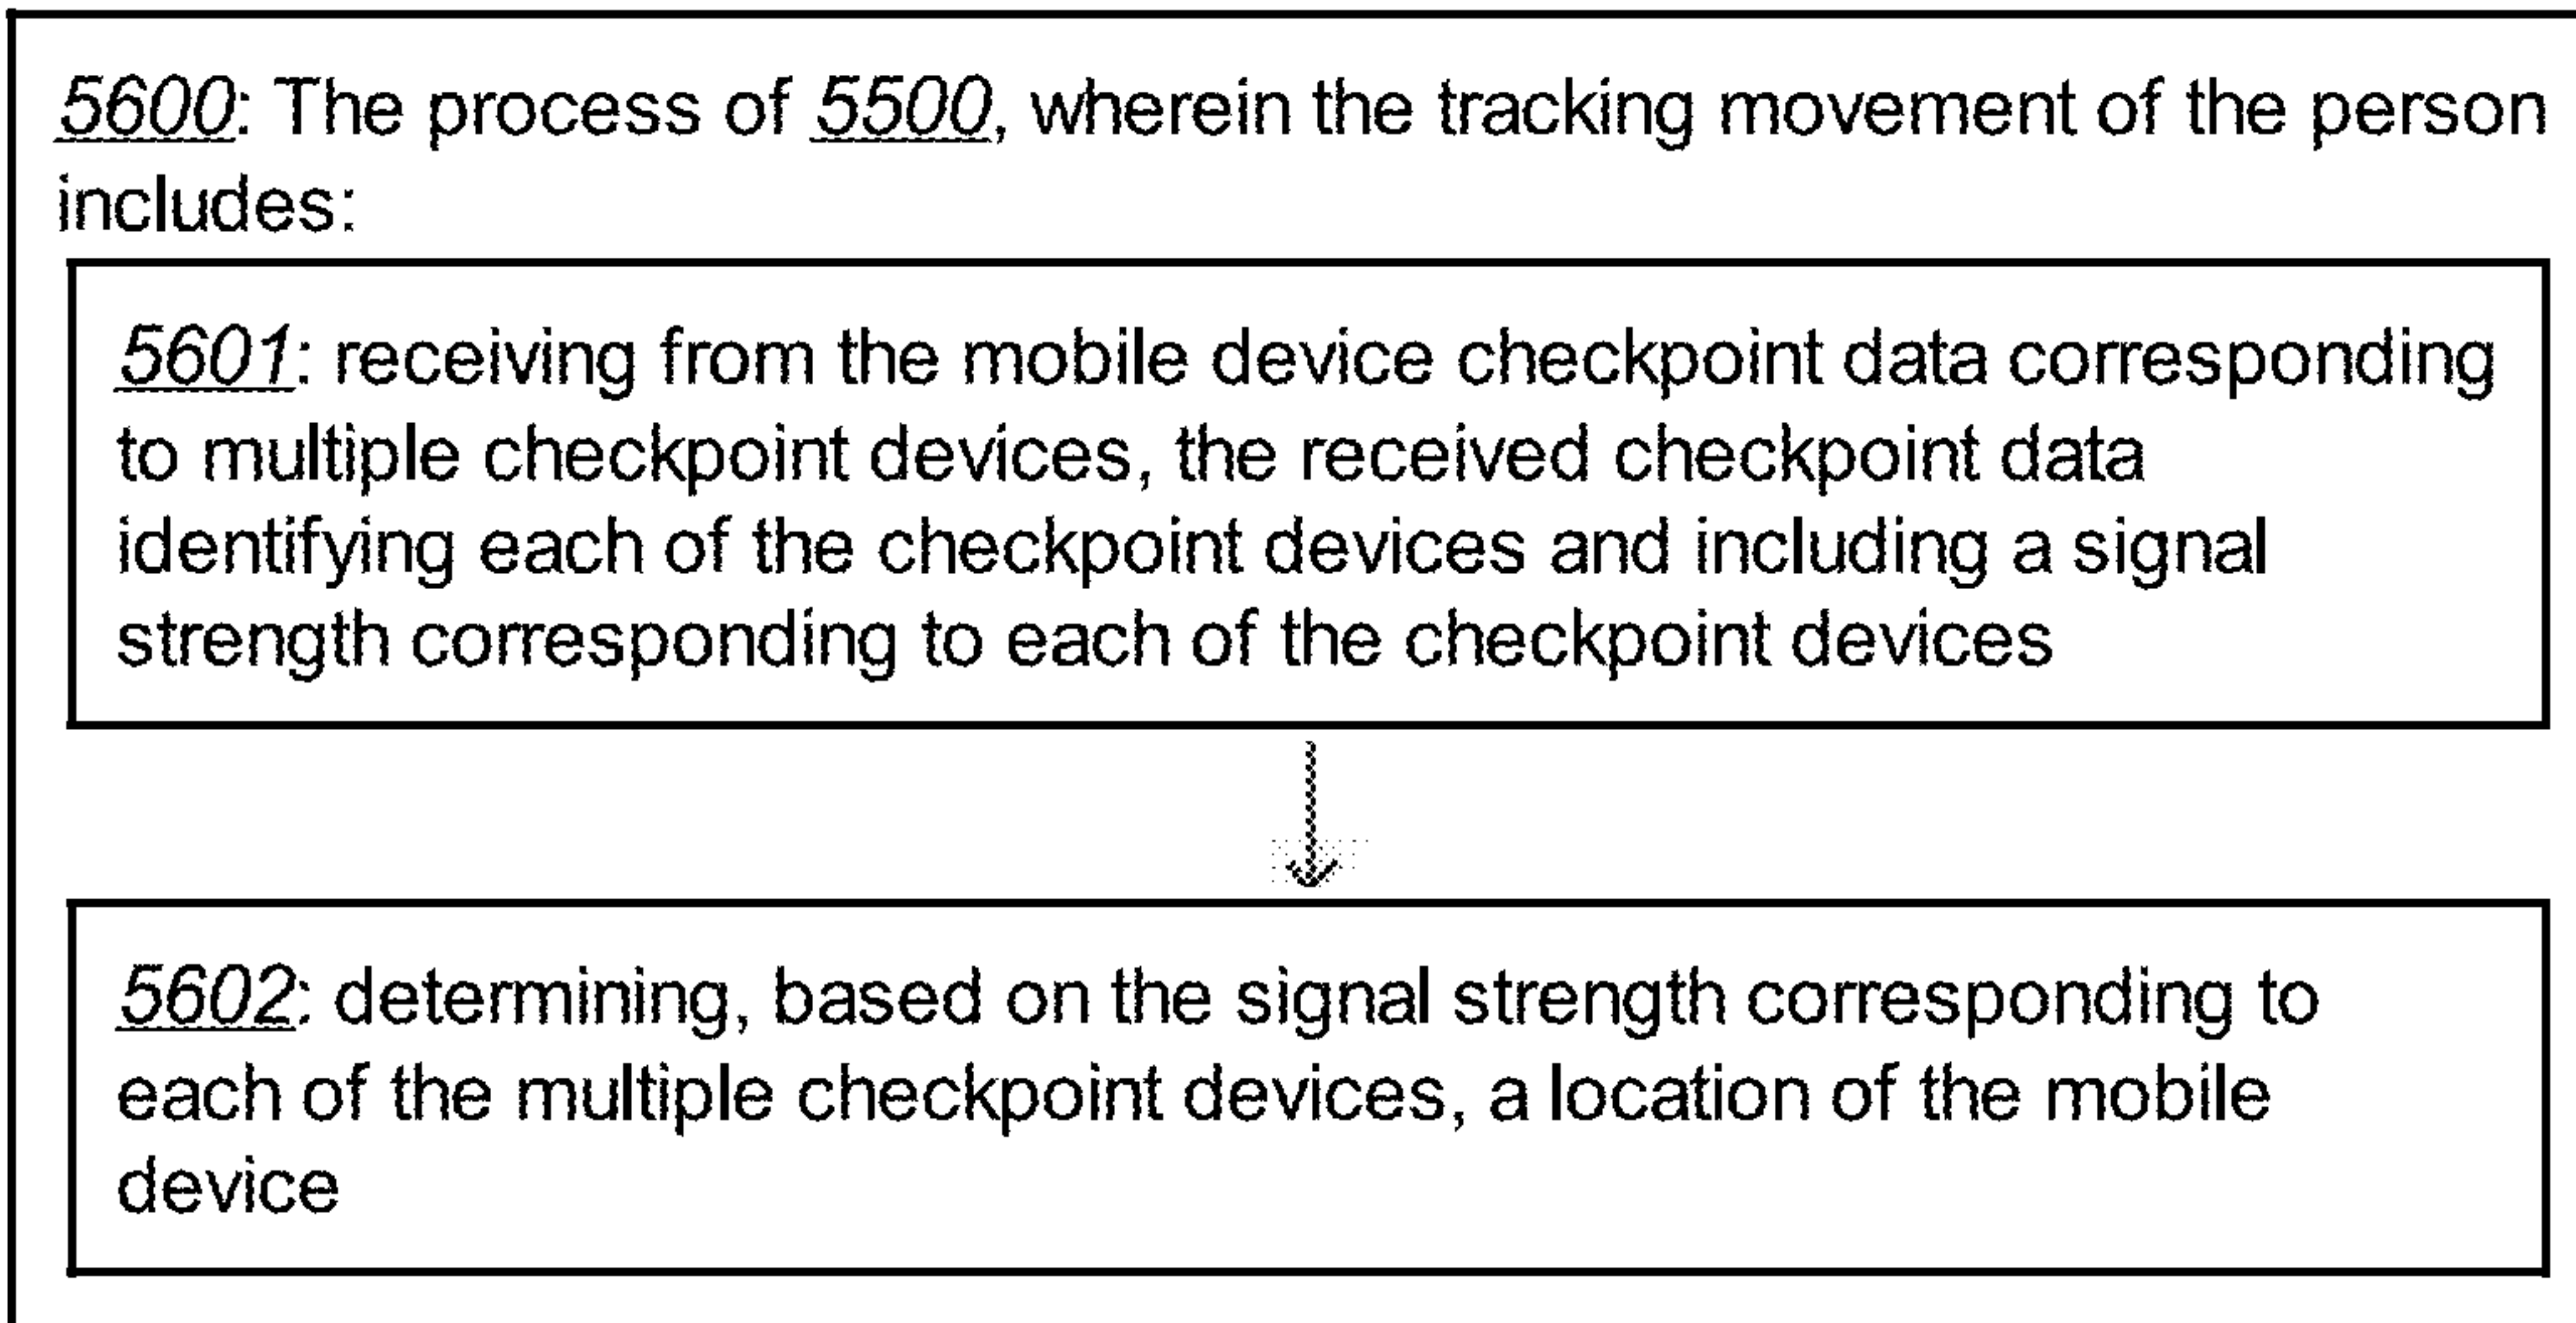 5600: The process of 5500, wherein the tracking movement of the person
includes:
5601: receiving from the mobile device checkpoint data corresponding
to multiple checkpoint devices, the received checkpoint data
identifying each of the checkpoint devices and including a signal
strength corresponding to each of the checkpoint devices
5602: determining, based on the signal strength corresponding to
each of the multiple checkpoint devices, a location of the mobile
device